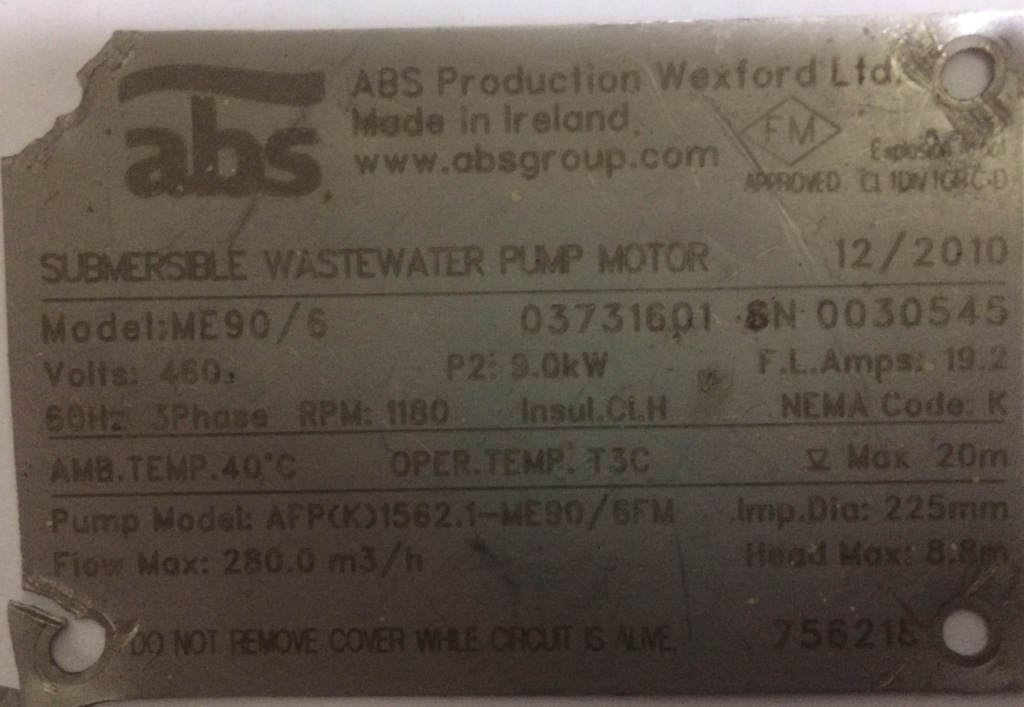 abs
ABS Production Wexford Ltd.
Made in Ireland.
www.absgroup.com
FM
APPROVED
SUBMERSIBLE WASTEWATER PUMP MOTOR 12/2010
Model:ME90/6 03731601 SN 0030545
Volts: 460 P2: 9.0kW F.L.Amps: 19.2
60Hz 3Phase RPM: 1180 Insul.Cl.H NEMA Code: K
AMB.TEMP.40°C OPER.TEMP: T3C Max 20m
Pump Model: AFP(K)1562.1-ME90/6FM Imp.Dia: 225mm
Flow Max: 280.0 m3/h Head Max: 8.8m
DO NOT REMOVE COVER WHILE CIRCUIT IS ALIVE.